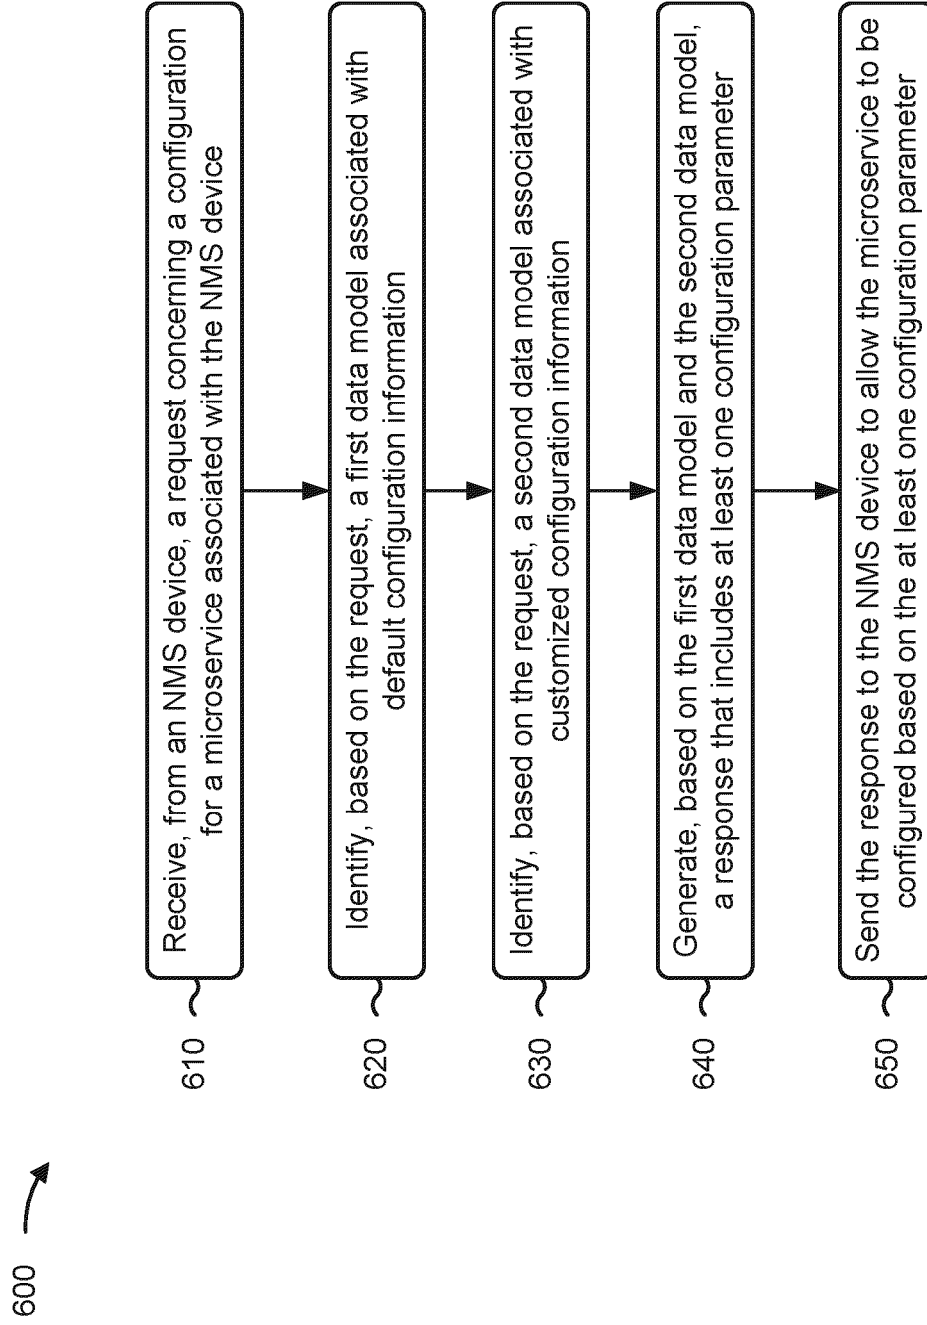 600
610
Receive, from an NMS device, a request concerning a configuration
for a microservice associated with the NMS device
620
Identify, based on the request, a first data model associated with
default configuration information
630
Identify, based on the request, a second data model associated with
customized configuration information
640
Generate, based on the first data model and the second data model,
a response that includes at least one configuration parameter
650
Send the response to the NMS device to allow the microservice to be
configured based on the at least one configuration parameter